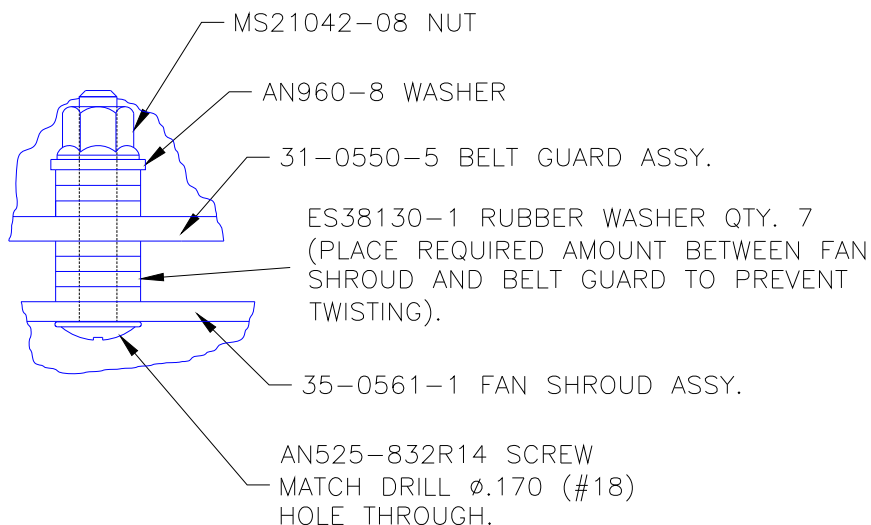 MS21042-08 NUT
AN960-8 WASHER
31-0550-5 BELT GUARD ASSY.
ES38130-1 RUBBER WASHER QTY. 7
(PLACE REQUIRED AMOUNT BETWEEN FAN
SHROUD AND BELT GUARD TO PREVENT
TWISTING).
35-0561-1 FAN SHROUD ASSY.
AN525-832R14 SCREW
MATCH DRILL ø.170 (#18)
HOLE THROUGH.